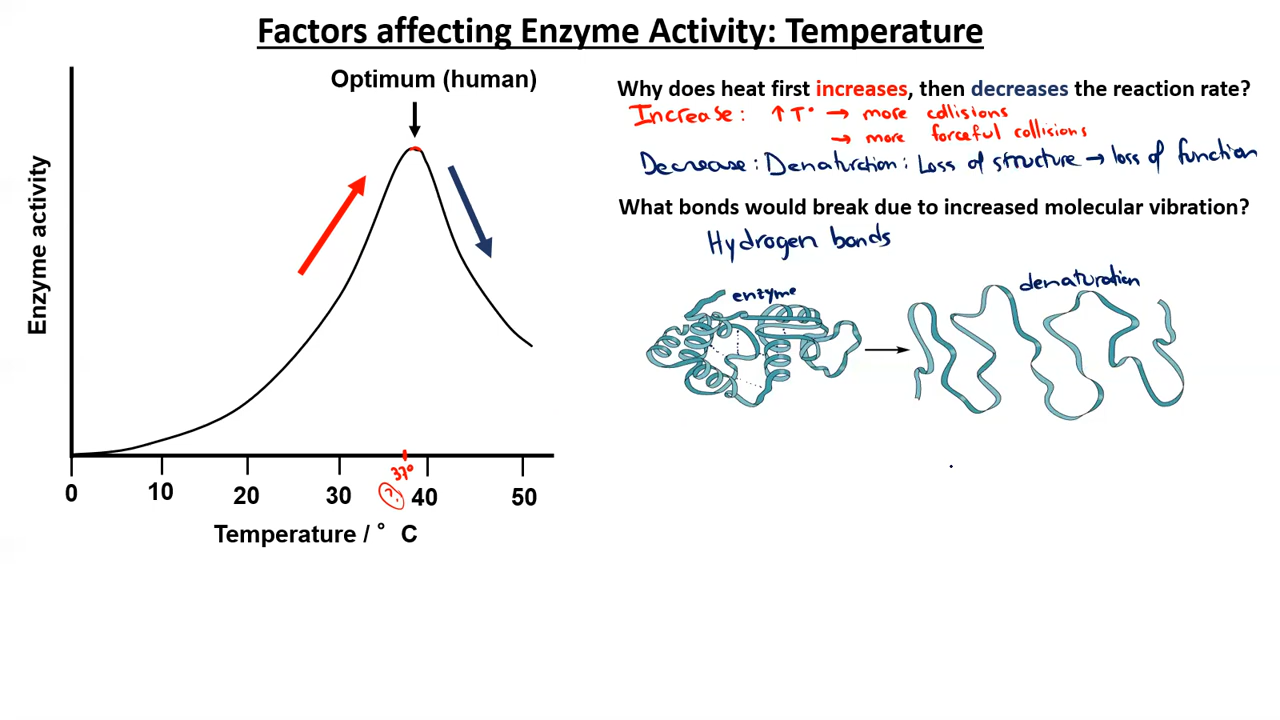 Factors affecting Enzyme Activity: Temperature
Optimum (human)
Enzyme activity
0
10
20
30
40
50
37°
?
Temperature / ° C
Why does heat first increases, then decreases the reaction rate?
Increase: ↑ T° → more collisions
→ more forceful collisions
Decrease: Denaturction: Loss of structure → loss of function
What bonds would break due to increased molecular vibration?
Hydrogen bonds
enzyme
denaturation